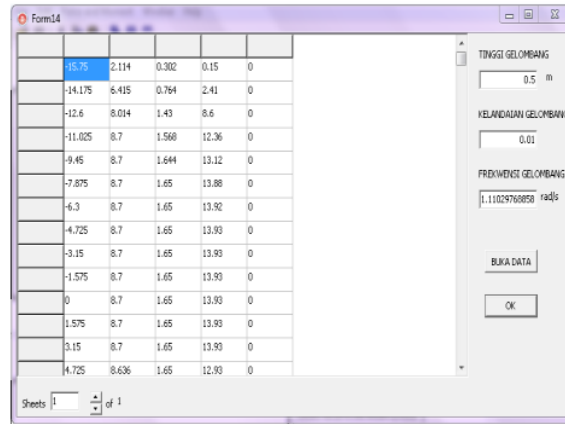 Form14
TINGGI GELOMBANG
0.5 m
KELANDAIAN GELOMBANG
0.01
FREKWENSI GELOMBANG
1.11029768858 rad/s
BUKA DATA
OK
-15.75 2.114 0.302 0.15 0
-14.175 6.415 0.764 2.41 0
-12.6 8.014 1.43 8.6 0
-11.025 8.7 1.568 12.36 0
-9.45 8.7 1.644 13.12 0
-7.875 8.7 1.65 13.88 0
-6.3 8.7 1.65 13.92 0
-4.725 8.7 1.65 13.93 0
-3.15 8.7 1.65 13.93 0
-1.575 8.7 1.65 13.93 0
0 8.7 1.65 13.93 0
1.575 8.7 1.65 13.93 0
3.15 8.7 1.65 13.93 0
4.725 8.636 1.65 12.93 0
Sheets 1 of 1